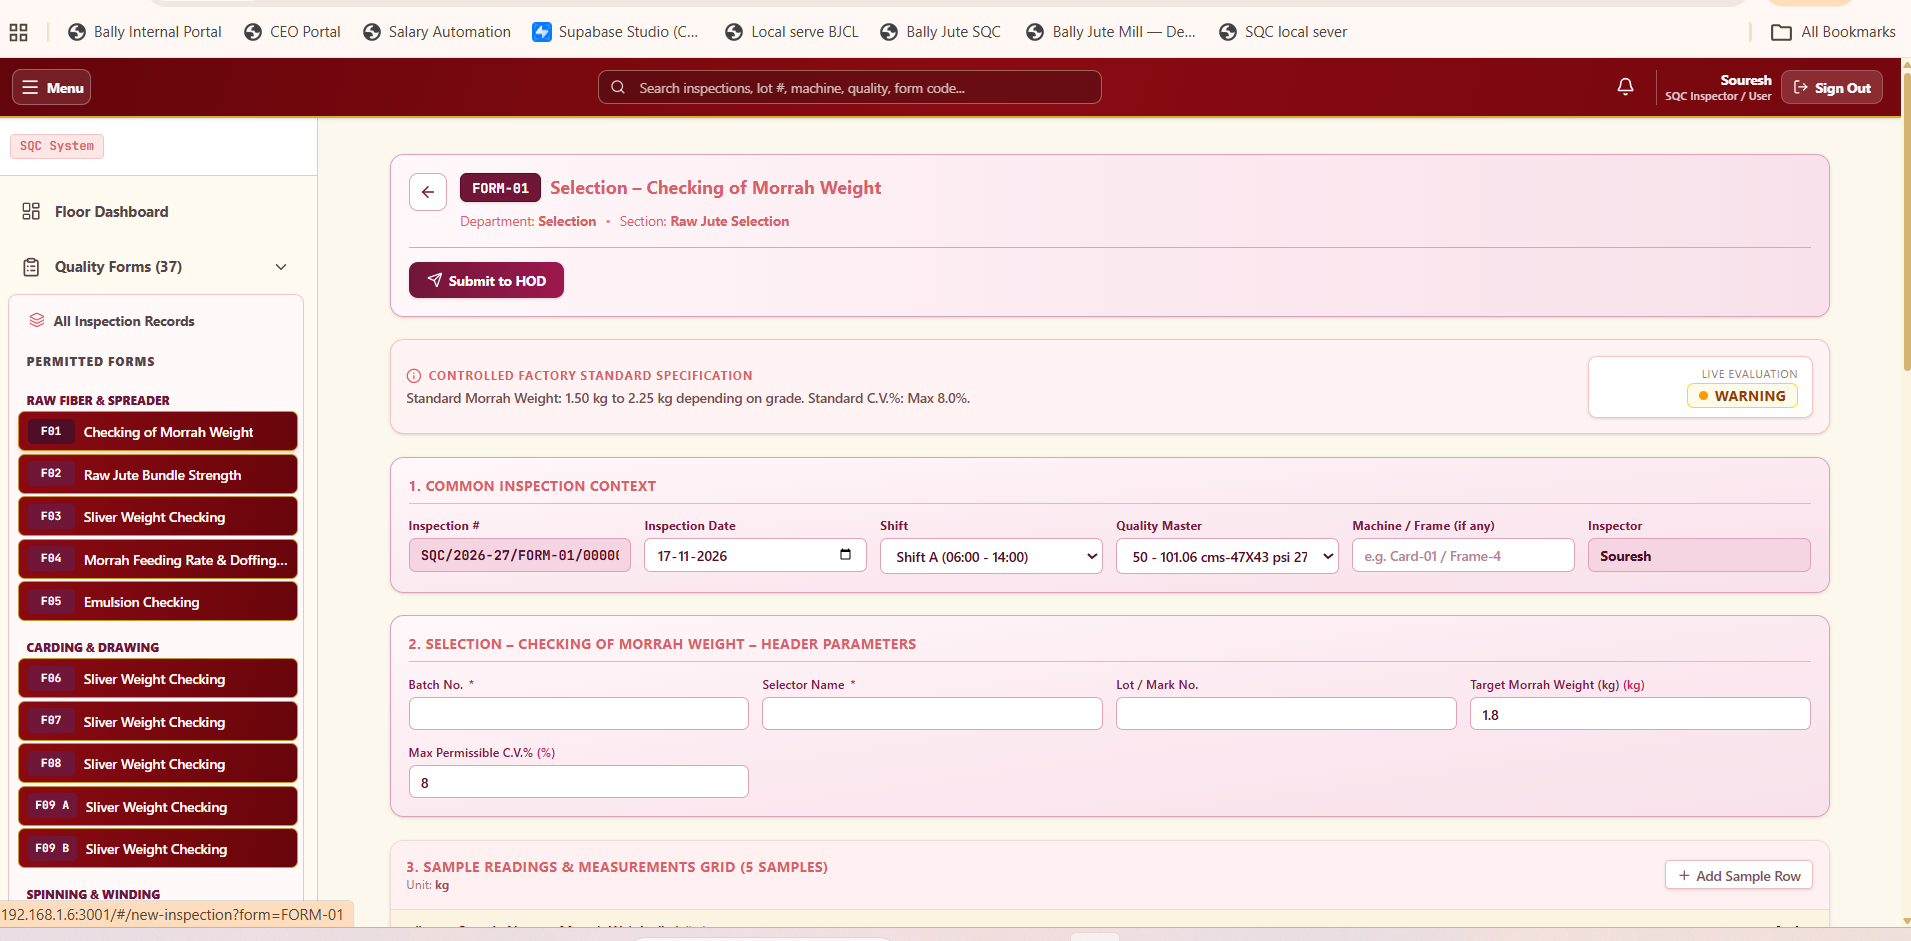 Bally Internal Portal
CEO Portal
Salary Automation
Supabase Studio (C...
Local serve BJCL
Bally Jute SQC
Bally Jute Mill — De...
SQC local sever
All Bookmarks
Menu
Search inspections, lot #, machine, quality, form code...
Souresh
SQC Inspector / User
Sign Out
SQC System
Floor Dashboard
Quality Forms (37)
All Inspection Records
PERMITTED FORMS
RAW FIBER & SPREADER
F01 Checking of Morrah Weight
F02 Raw Jute Bundle Strength
F03 Sliver Weight Checking
F04 Morrah Feeding Rate & Doffing...
F05 Emulsion Checking
CARDING & DRAWING
F06 Sliver Weight Checking
F07 Sliver Weight Checking
F08 Sliver Weight Checking
F09 A Sliver Weight Checking
F09 B Sliver Weight Checking
SPINNING & WINDING
192.168.1.6:3001/#/new-inspection?form=FORM-01
FORM-01 Selection – Checking of Morrah Weight
Department: Selection • Section: Raw Jute Selection
Submit to HOD
CONTROLLED FACTORY STANDARD SPECIFICATION
Standard Morrah Weight: 1.50 kg to 2.25 kg depending on grade. Standard C.V.%: Max 8.0%.
LIVE EVALUATION
WARNING
1. COMMON INSPECTION CONTEXT
Inspection #
SQC/2026-27/FORM-01/0000
Inspection Date
17-11-2026
Shift
Shift A (06:00 - 14:00)
Quality Master
50 - 101.06 cms-47X43 psi 27
Machine / Frame (if any)
e.g. Card-01 / Frame-4
Inspector
Souresh
2. SELECTION – CHECKING OF MORRAH WEIGHT – HEADER PARAMETERS
Batch No. *
Selector Name *
Lot / Mark No.
Target Morrah Weight (kg) (kg)
1.8
Max Permissible C.V.% (%)
8
3. SAMPLE READINGS & MEASUREMENTS GRID (5 SAMPLES)
Unit: kg
Add Sample Row